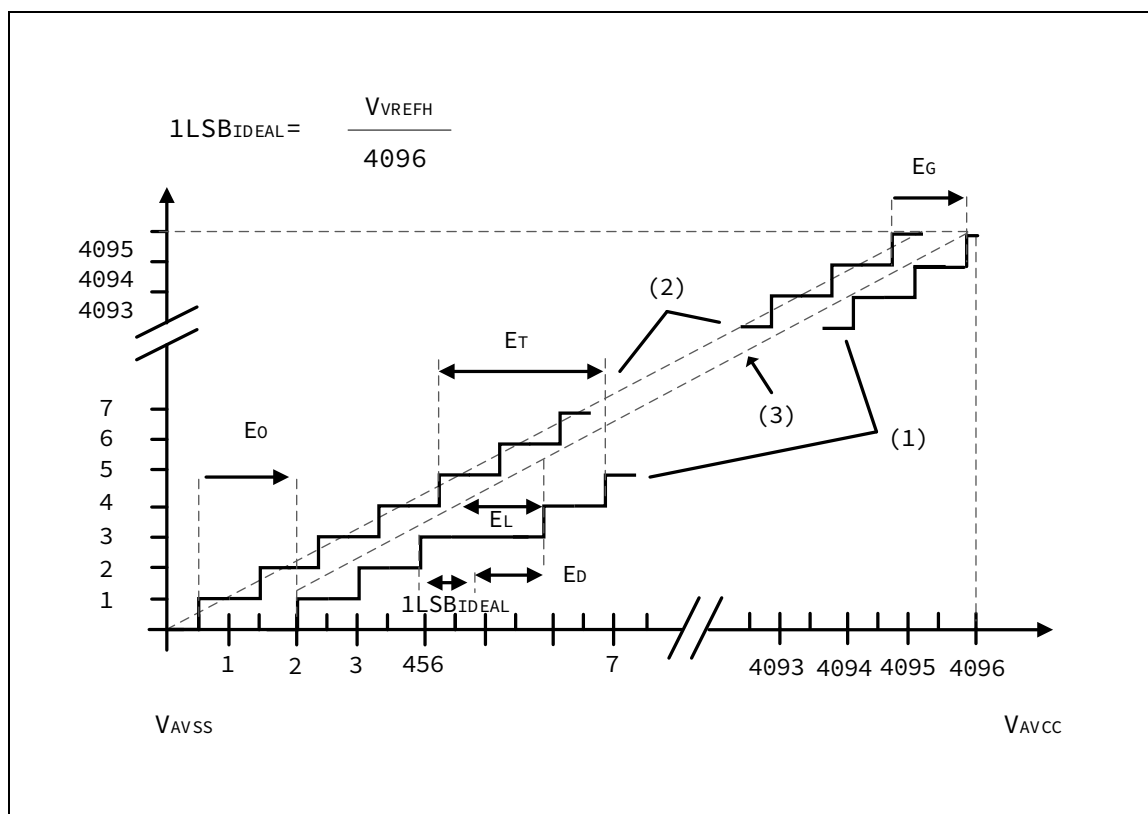 VVREFH
1LSBIDEAL=
4096
EG
4095
4094
4093
(2)
ET
(3)
(1)
7
6
5
4
3
2
1
EO
EL
ED
1LSBIDEAL
1 2 3 456 7 4093 4094 4095 4096
VAVSS VAVCC